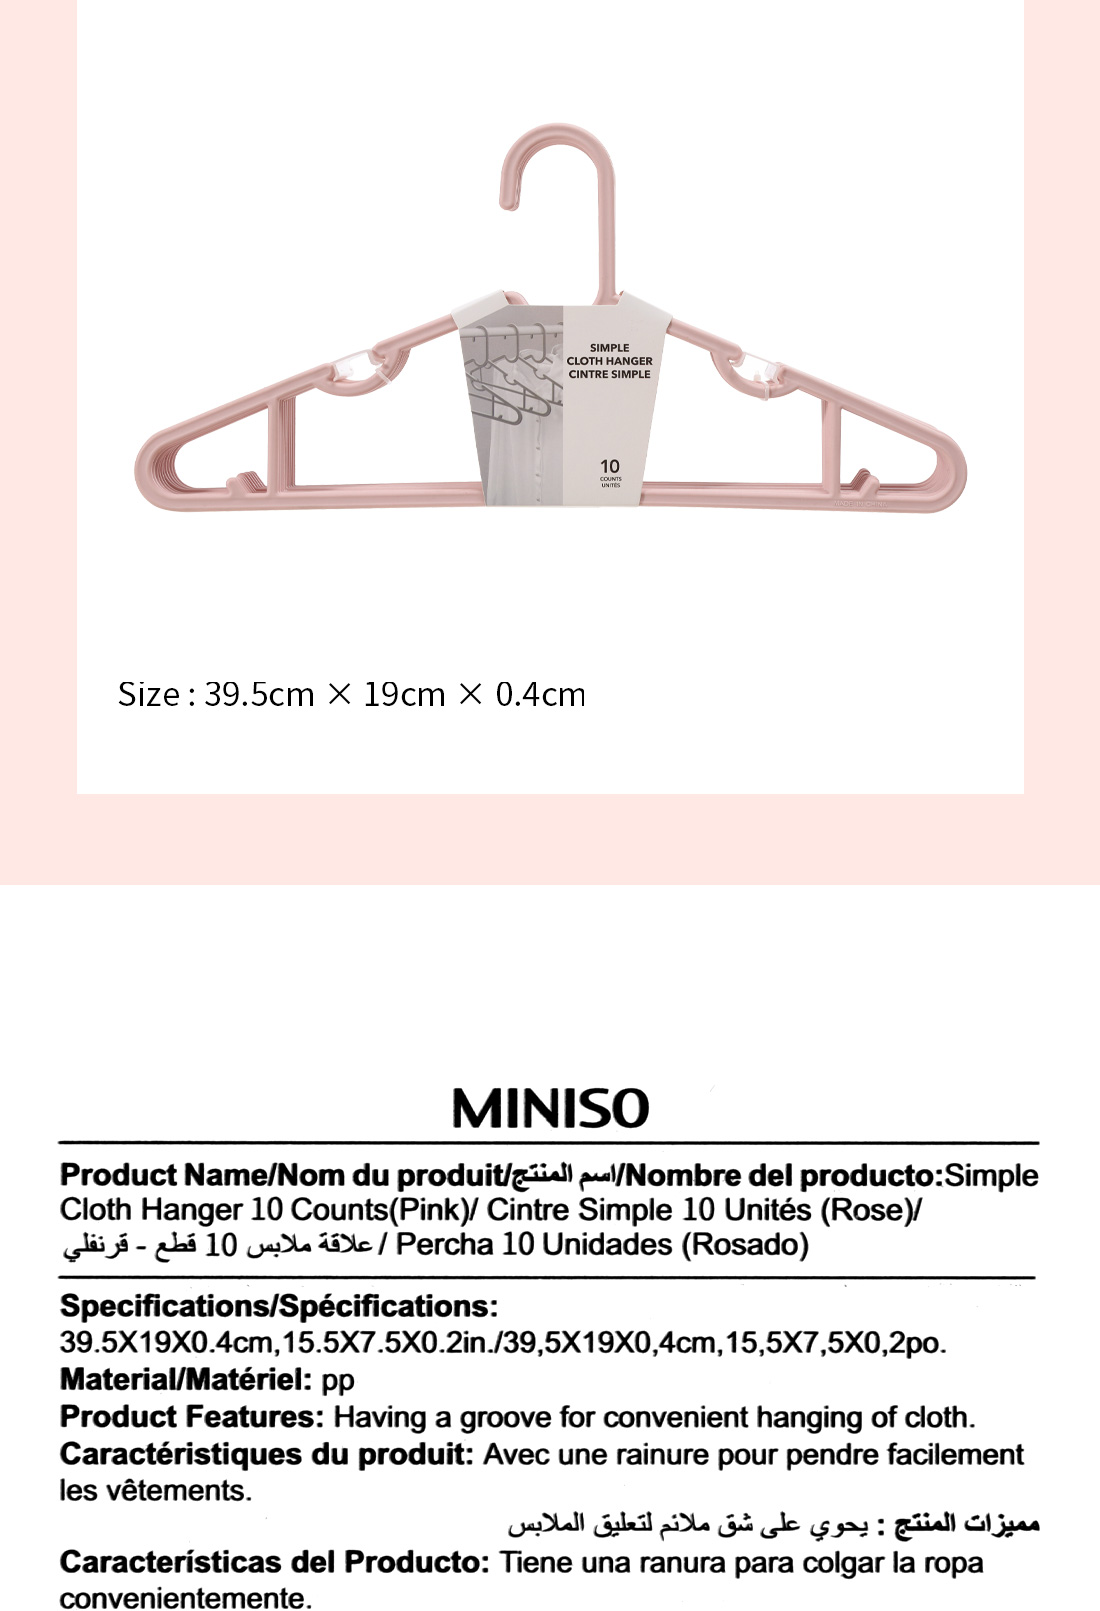 SIMPLE
CLOTH HANGER
CINTRE SIMPLE
10
COUNTS
UNITÉS
Size : 39.5cm × 19cm × 0.4cm
MINISO
Product Name/Nom du produit/اسم المنتج/Nombre del producto:Simple
Cloth Hanger 10 Counts(Pink)/ Cintre Simple 10 Unités (Rose)/
علاقة ملابس 10 قطع - قرنفلي / Percha 10 Unidades (Rosado)
Specifications/Spécifications:
39.5X19X0.4cm,15.5X7.5X0.2in./39,5X19X0,4cm,15,5X7,5X0,2po.
Material/Matériel: pp
Product Features: Having a groove for convenient hanging of cloth.
Caractéristiques du produit: Avec une rainure pour pendre facilement
les vêtements.
مميزات المنتج : يحوي على شق ملائم لتعليق الملابس
Características del Producto: Tiene una ranura para colgar la ropa
convenientemente.